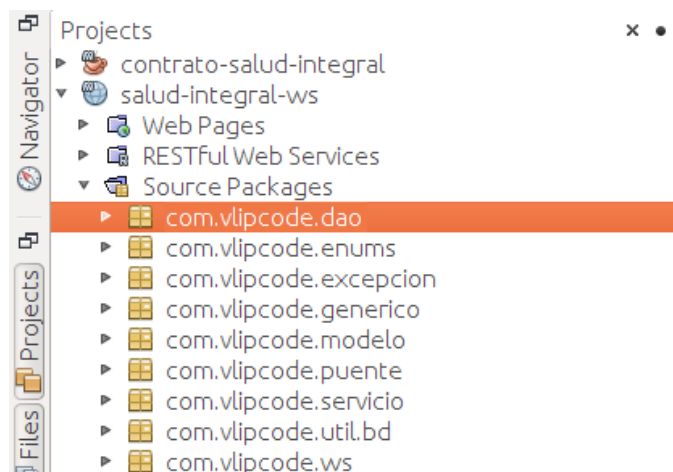 Projects
contrato-salud-integral
salud-integral-ws
Web Pages
RESTful Web Services
Source Packages
com.vlipcode.dao
com.vlipcode.enums
com.vlipcode.excepcion
com.vlipcode.generico
com.vlipcode.modelo
com.vlipcode.puente
com.vlipcode.servicio
com.vlipcode.util.bd
com.vlipcode.ws
Navigator
Projects
Files